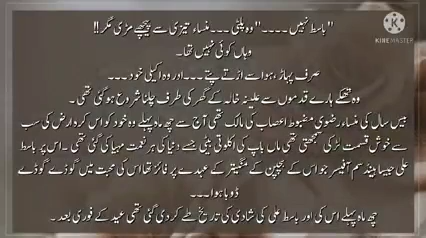 "باسط نہیں ۔۔۔۔" وہ پلٹی ۔۔۔ منساء تیزی سے پیچھے مڑی مگر!!
وہاں کوئی نہیں تھا۔
صرف پہاڑ، ہوا سے اڑتے پتے ۔۔۔ اور وہ اکیلی خود ۔۔۔
وہ تھکے ہارے قدموں سے علینہ خالہ کے گھر کی طرف چلنا شروع ہو گئی تھی۔
بیس سال کی منساء رضوی مضبوط اعصاب کی مالک تھی آج سے چھ ماہ پہلے وہ خود کو اس کرہ ارض کی سب
سے خوش قسمت لڑکی سمجھتی تھی ماں باپ کی اکلوتی بیٹی جسے دنیا کی ہر نعمت مہیا کی گئی تھی۔ اس پر باسط
علی جیسا ہینڈسم آفیسر جو اس کے بچپن کے منگیتر کے عہدے پر فائز تھا اس کی محبت میں گوڈے گوڈے
ڈوبا ہوا ۔۔۔
چھ ماہ پہلے اس کی اور باسط علی کی شادی کی تاریخ طے کر دی گئی تھی عید کے فوری بعد۔
KINEMASTER